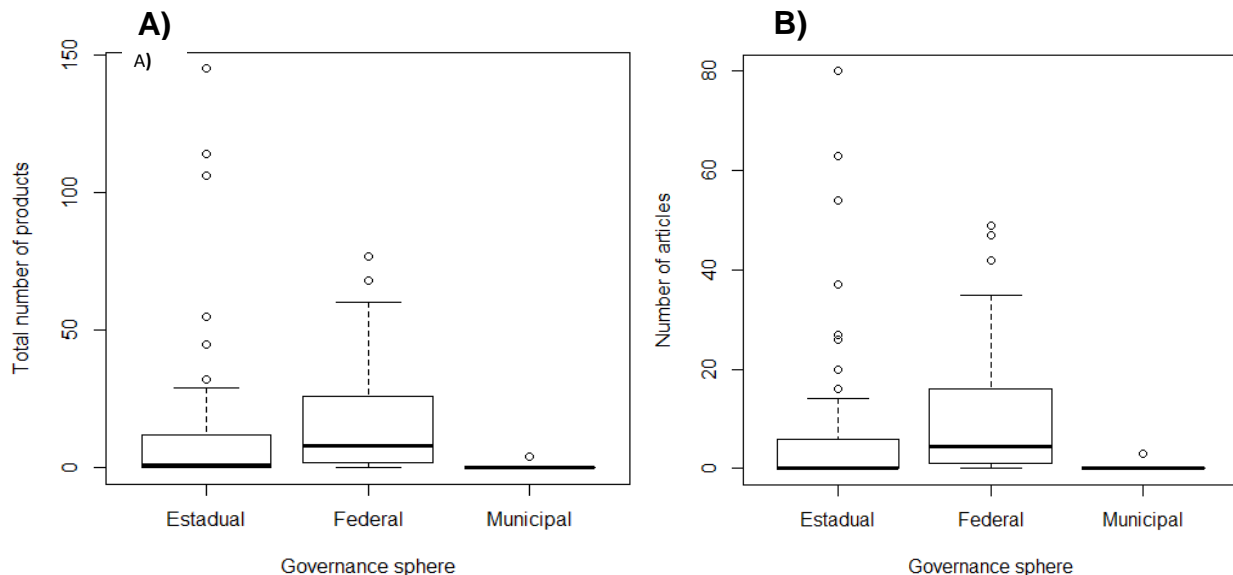 A)
A)
150
100
50
0
Total number of products
Estadual Federal Municipal
Governance sphere
B)
80
60
40
20
0
Number of articles
Estadual Federal Municipal
Governance sphere